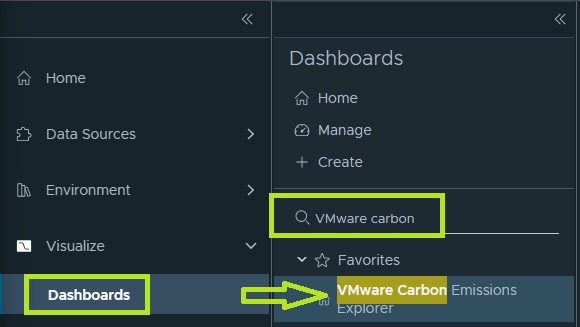 Home
Data Sources
Environment
Visualize
Dashboards
Dashboards
Home
Manage
Create
VMware carbon
Favorites
VMware Carbon Emissions
Explorer